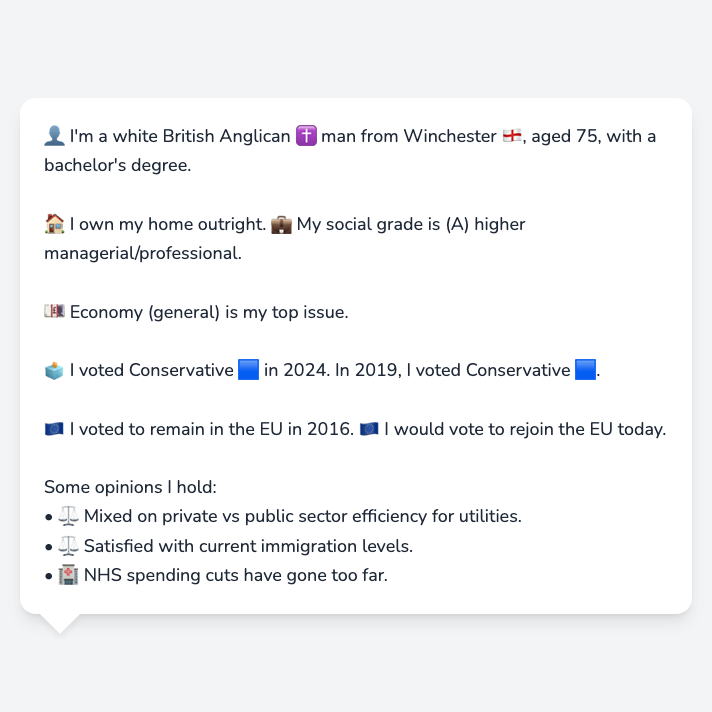 👤 I'm a white British Anglican ✝️ man from Winchester 🏴󠁧󠁢󠁥󠁮󠁧󠁿, aged 75, with a
bachelor's degree.
🏠 I own my home outright. 💼 My social grade is (A) higher
managerial/professional.
💷 Economy (general) is my top issue.
🗳️ I voted Conservative 🟦 in 2024. In 2019, I voted Conservative 🟦.
🇪🇺 I voted to remain in the EU in 2016. 🇪🇺 I would vote to rejoin the EU today.
Some opinions I hold:
• ⚖️ Mixed on private vs public sector efficiency for utilities.
• ⚖️ Satisfied with current immigration levels.
• 🏥 NHS spending cuts have gone too far.